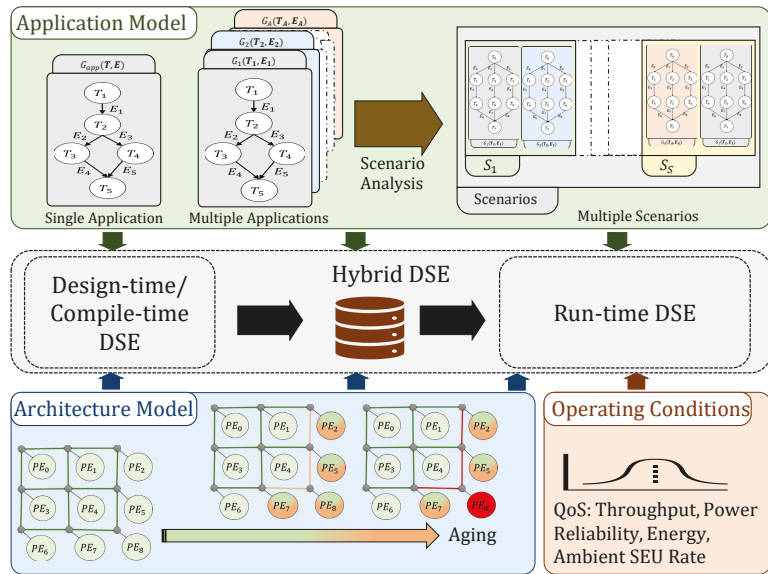 Application Model
G_A(T_A, E_A)
G_2(T_2, E_2)
G_app(T, E)
G_1(T_1, E_1)
T_1
E_1
T_2
E_2
E_3
T_3
T_4
E_4
E_5
T_5
T_1
E_1
T_2
E_2
E_3
T_3
T_4
E_4
E_5
T_5
Single Application
Multiple Applications
Scenario
Analysis
S_1
S_S
Scenarios
Multiple Scenarios
Design-time/
Compile-time
DSE
Hybrid DSE
Run-time DSE
Architecture Model
PE_0
PE_1
PE_2
PE_3
PE_4
PE_5
PE_6
PE_7
PE_8
PE_0
PE_1
PE_2
PE_3
PE_4
PE_5
PE_6
PE_7
PE_8
PE_0
PE_1
PE_2
PE_3
PE_4
PE_5
PE_6
PE_7
PE_8
Aging
Operating Conditions
QoS: Throughput, Power
Reliability, Energy,
Ambient SEU Rate